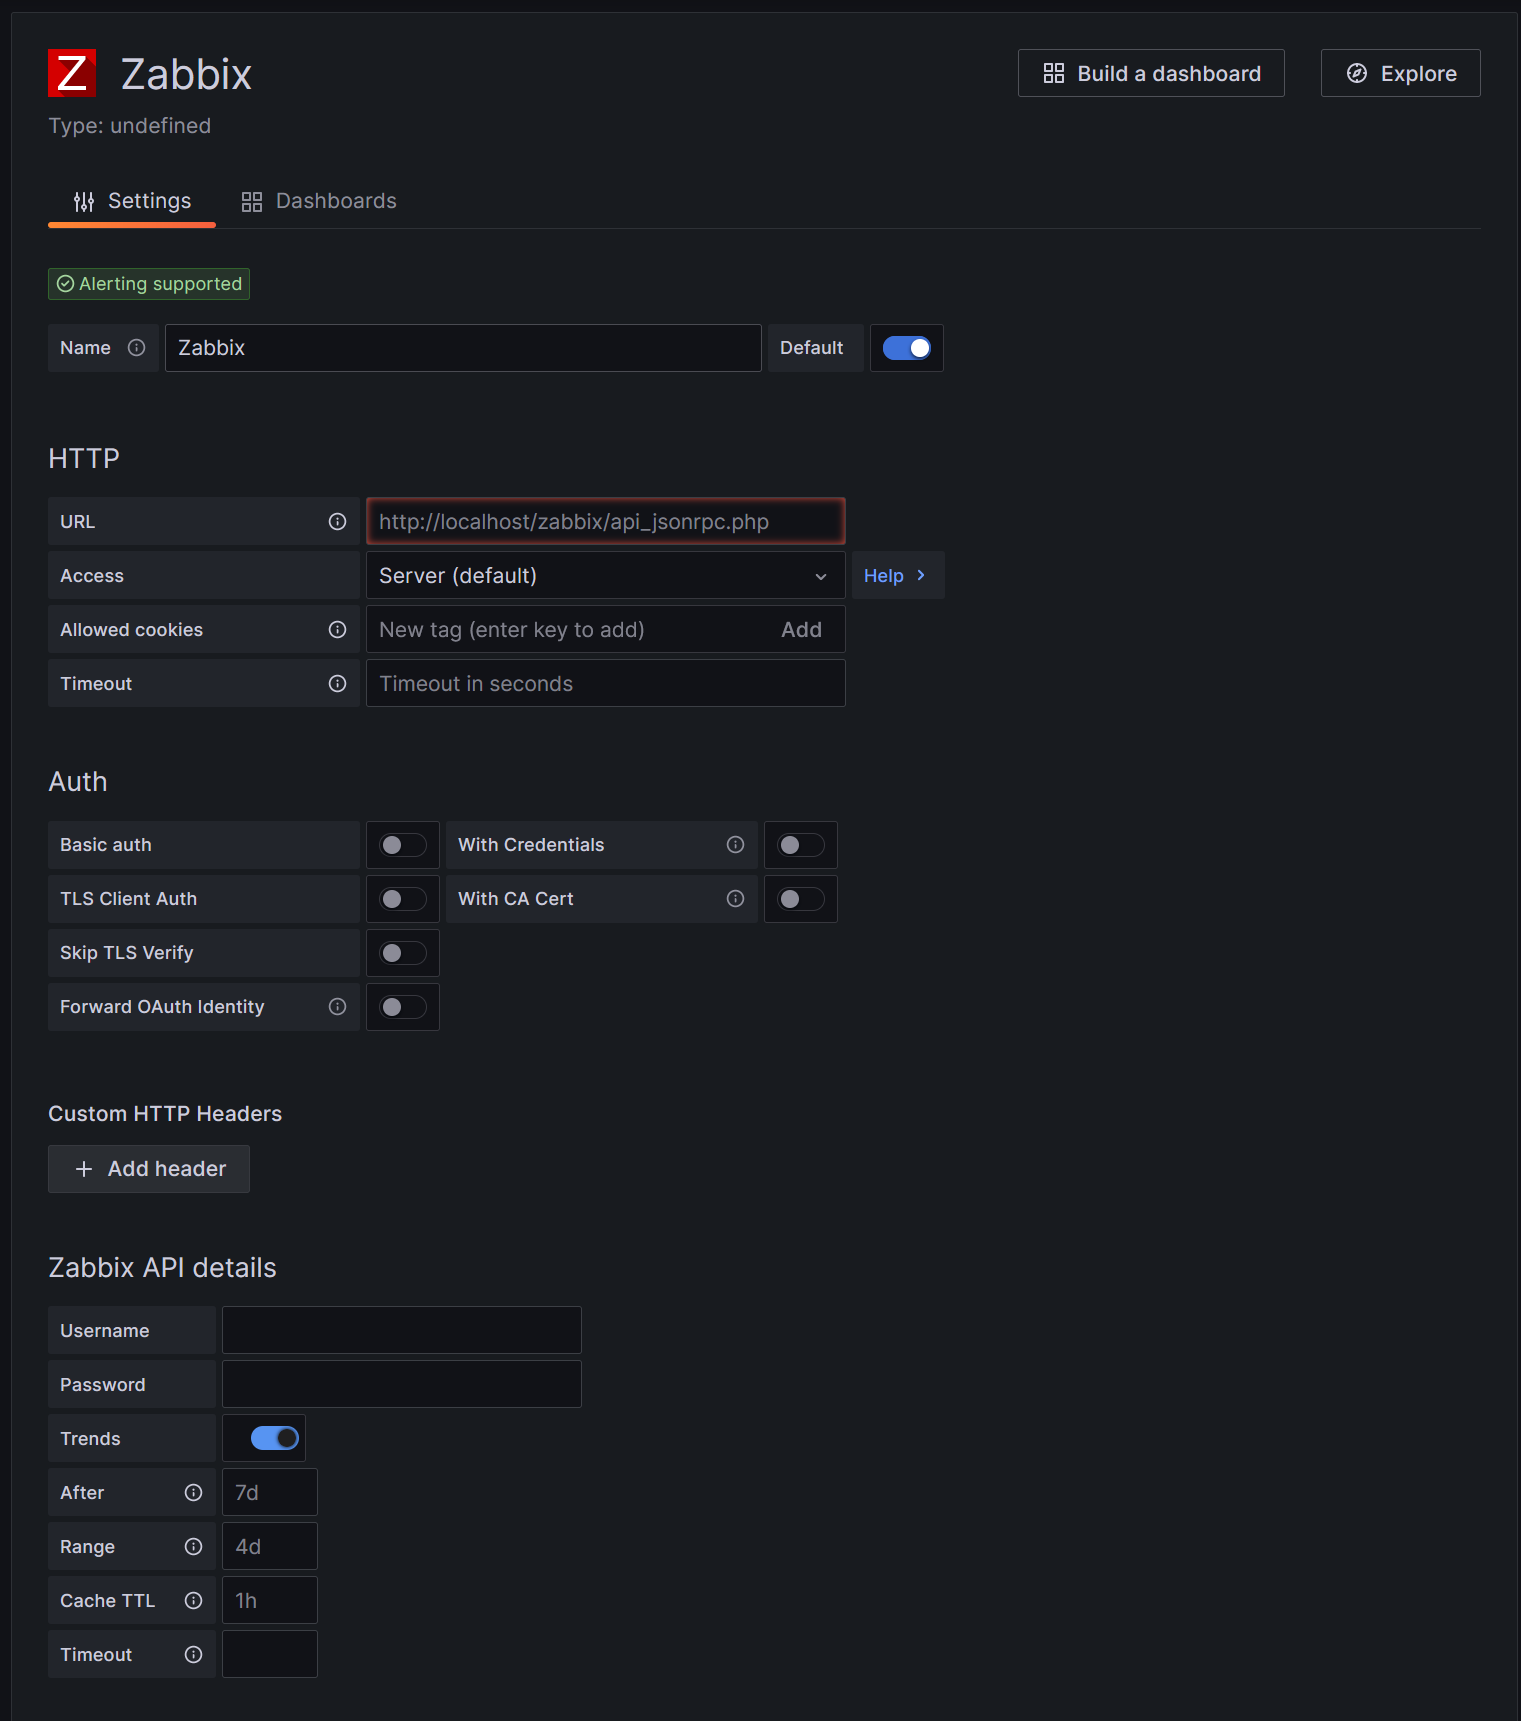 Z Zabbix
Build a dashboard
Explore
Type: undefined
Settings
Dashboards
Alerting supported
Name
Zabbix
Default
HTTP
URL
http://localhost/zabbix/api_jsonrpc.php
Access
Server (default)
Help
Allowed cookies
New tag (enter key to add)
Add
Timeout
Timeout in seconds
Auth
Basic auth
With Credentials
TLS Client Auth
With CA Cert
Skip TLS Verify
Forward OAuth Identity
Custom HTTP Headers
Add header
Zabbix API details
Username
Password
Trends
After
7d
Range
4d
Cache TTL
1h
Timeout